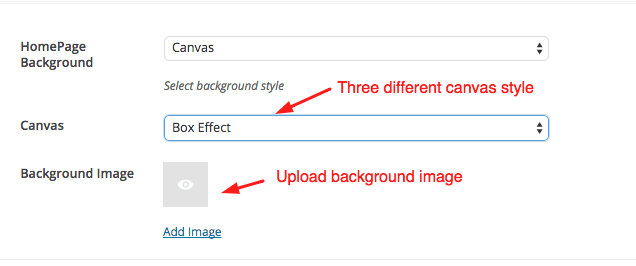 HomePage Background
Canvas
Select background style
Three different canvas style
Canvas
Box Effect
Background Image
Upload background image
Add Image